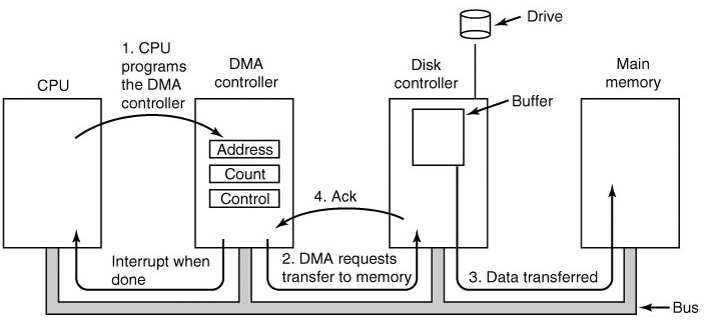 Drive
1. CPU
programs
the DMA
controller
CPU
DMA
controller
Disk
controller
Main
memory
Buffer
Address
Count
Control
4. Ack
Interrupt when
done
2. DMA requests
transfer to memory
3. Data transferred
Bus